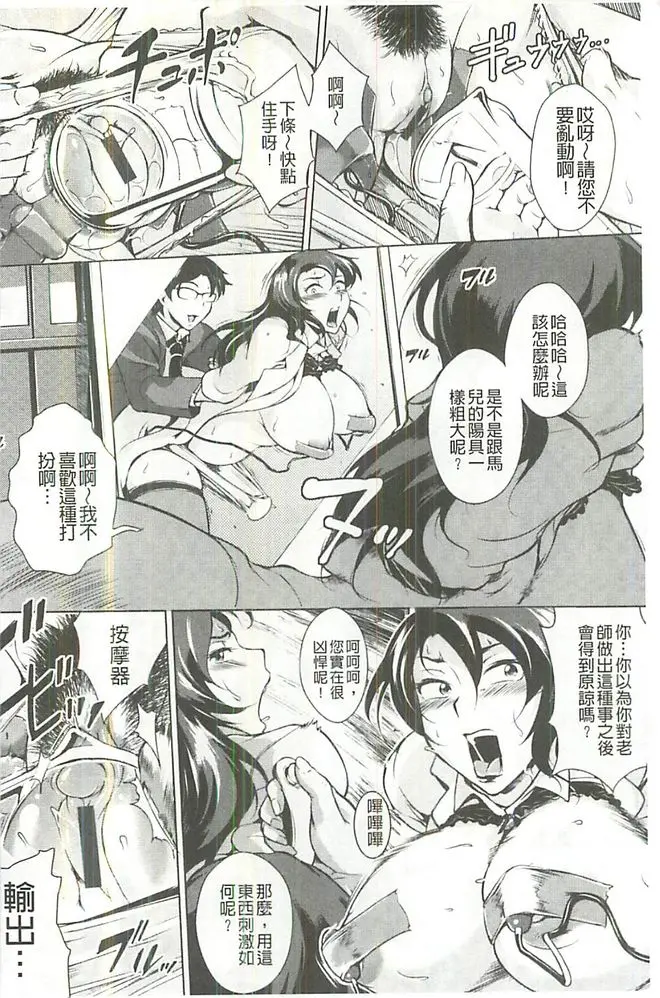 哎呀～請您不
要亂動啊！
ギュウウウウ…
啊啊～
下條～快點
住手呀！
チュポ
哈哈哈～這
該怎麼辦呢
是不是跟馬
兒的陽具一
樣粗大呢？
ブル
ブル
啊啊～我不
喜歡這種打
扮啊…
你…你以為你對老
師做出這種事之後
會得到原諒嗎？
呵呵呵，
您實在很
凶悍呢！
嗶嗶嗶
那麼，用這
東西刺激如
何呢？
按摩器
輸出…